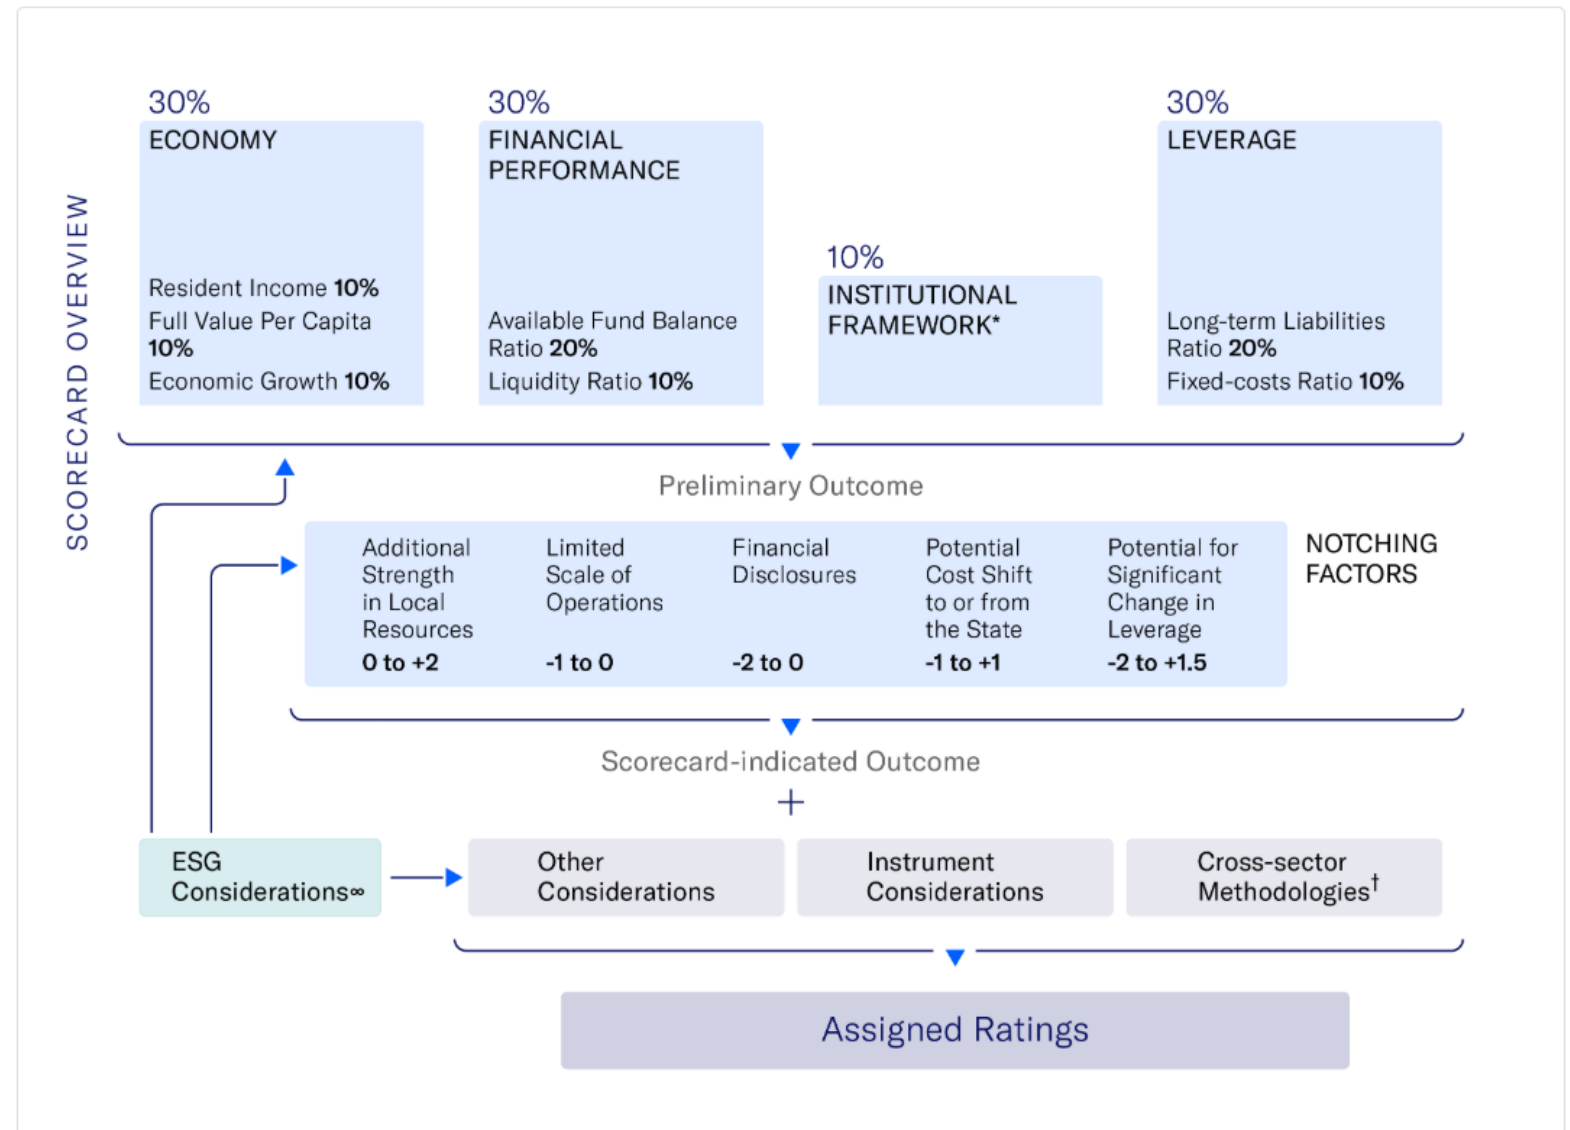 SCORECARD OVERVIEW
30%
ECONOMY
Resident Income 10%
Full Value Per Capita
10%
Economic Growth 10%
30%
FINANCIAL
PERFORMANCE
Available Fund Balance
Ratio 20%
Liquidity Ratio 10%
10%
INSTITUTIONAL
FRAMEWORK*
30%
LEVERAGE
Long-term Liabilities
Ratio 20%
Fixed-costs Ratio 10%
Preliminary Outcome
Additional
Strength
in Local
Resources
0 to +2
Limited
Scale of
Operations
-1 to 0
Financial
Disclosures
-2 to 0
Potential
Cost Shift
to or from
the State
-1 to +1
Potential for
Significant
Change in
Leverage
-2 to +1.5
NOTCHING
FACTORS
Scorecard-indicated Outcome
+
ESG
Considerations∞
Other
Considerations
Instrument
Considerations
Cross-sector
Methodologies†
Assigned Ratings